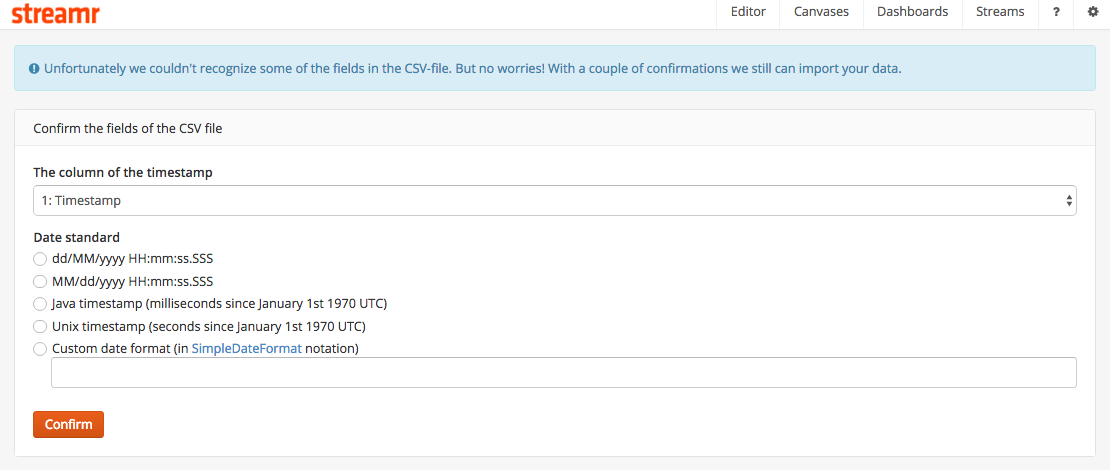 streamr
Editor Canvases Dashboards Streams ?
Unfortunately we couldn't recognize some of the fields in the CSV-file. But no worries! With a couple of confirmations we still can import your data.
Confirm the fields of the CSV file
The column of the timestamp
1: Timestamp
Date standard
dd/MM/yyyy HH:mm:ss.SSS
MM/dd/yyyy HH:mm:ss.SSS
Java timestamp (milliseconds since January 1st 1970 UTC)
Unix timestamp (seconds since January 1st 1970 UTC)
Custom date format (in SimpleDateFormat notation)
Confirm